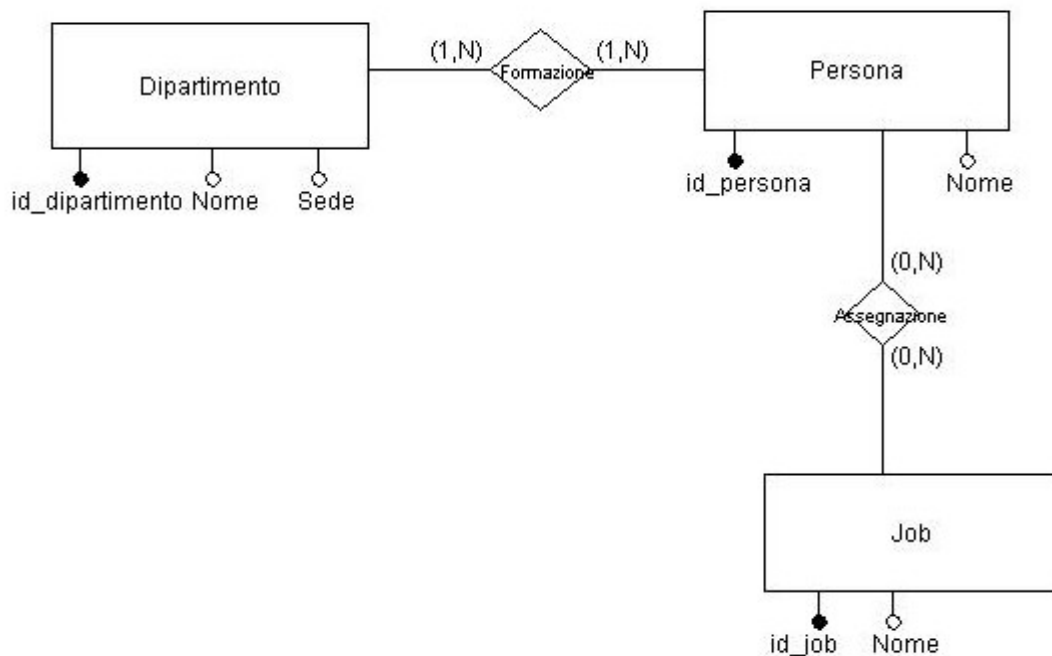 Dipartimento
(1,N)
Formazione
(1,N)
Persona
id_dipartimento
Nome
Sede
id_persona
Nome
(0,N)
Assegnazione
(0,N)
Job
id_job
Nome